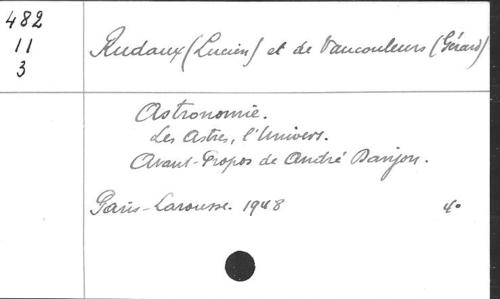 482
11
3
Rudaux (Lucien) et de Vaucouleurs (Gérard)
Astronomie.
Les Astres, l'Univers.
Avant-Propos de André Danjon.
Paris-Larousse. 1948 4°